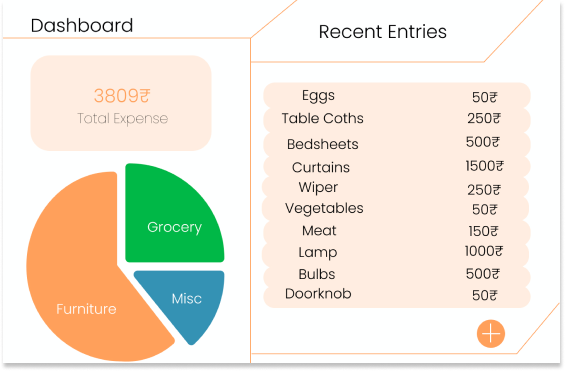 Dashboard
3809₹
Total Expense
Grocery
Misc
Furniture
Recent Entries
Eggs 50₹
Table Coths 250₹
Bedsheets 500₹
Curtains 1500₹
Wiper 250₹
Vegetables 50₹
Meat 150₹
Lamp 1000₹
Bulbs 500₹
Doorknob 50₹